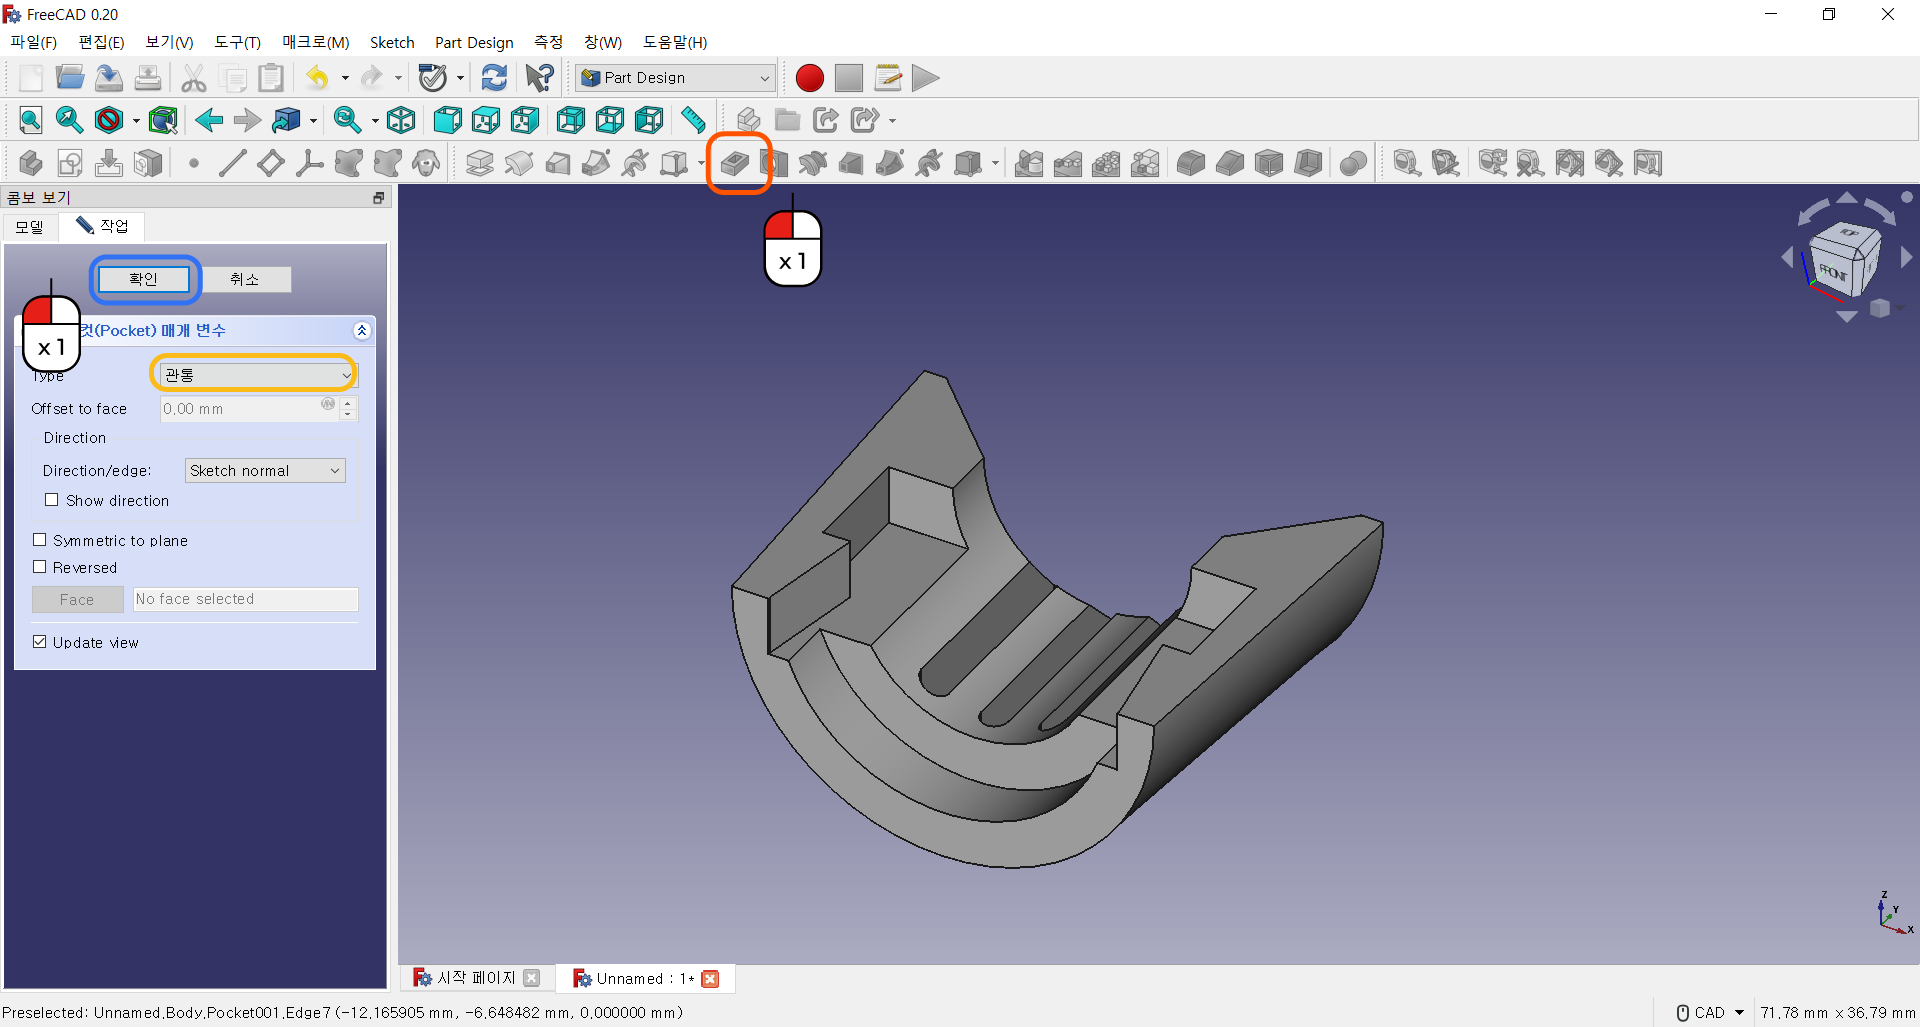 FreeCAD 0.20
파일(F) 편집(E) 보기(V) 도구(T) 매크로(M) Sketch Part Design 측정 창(W) 도움말(H)
Part Design
콤보 보기
모델 작업
확인 취소
x 1
x 1
컷(Pocket) 매개 변수
Type 관통
Offset to face 0.00 mm
Direction
Direction/edge: Sketch normal
Show direction
Symmetric to plane
Reversed
Face No face selected
Update view
TOP
FRONT
Z
Y
X
시작 페이지 Unnamed : 1*
Preselected: Unnamed.Body.Pocket001.Edge7 (-12.165905 mm, -6.648482 mm, 0.000000 mm)
CAD 71.78 mm x 36.79 mm